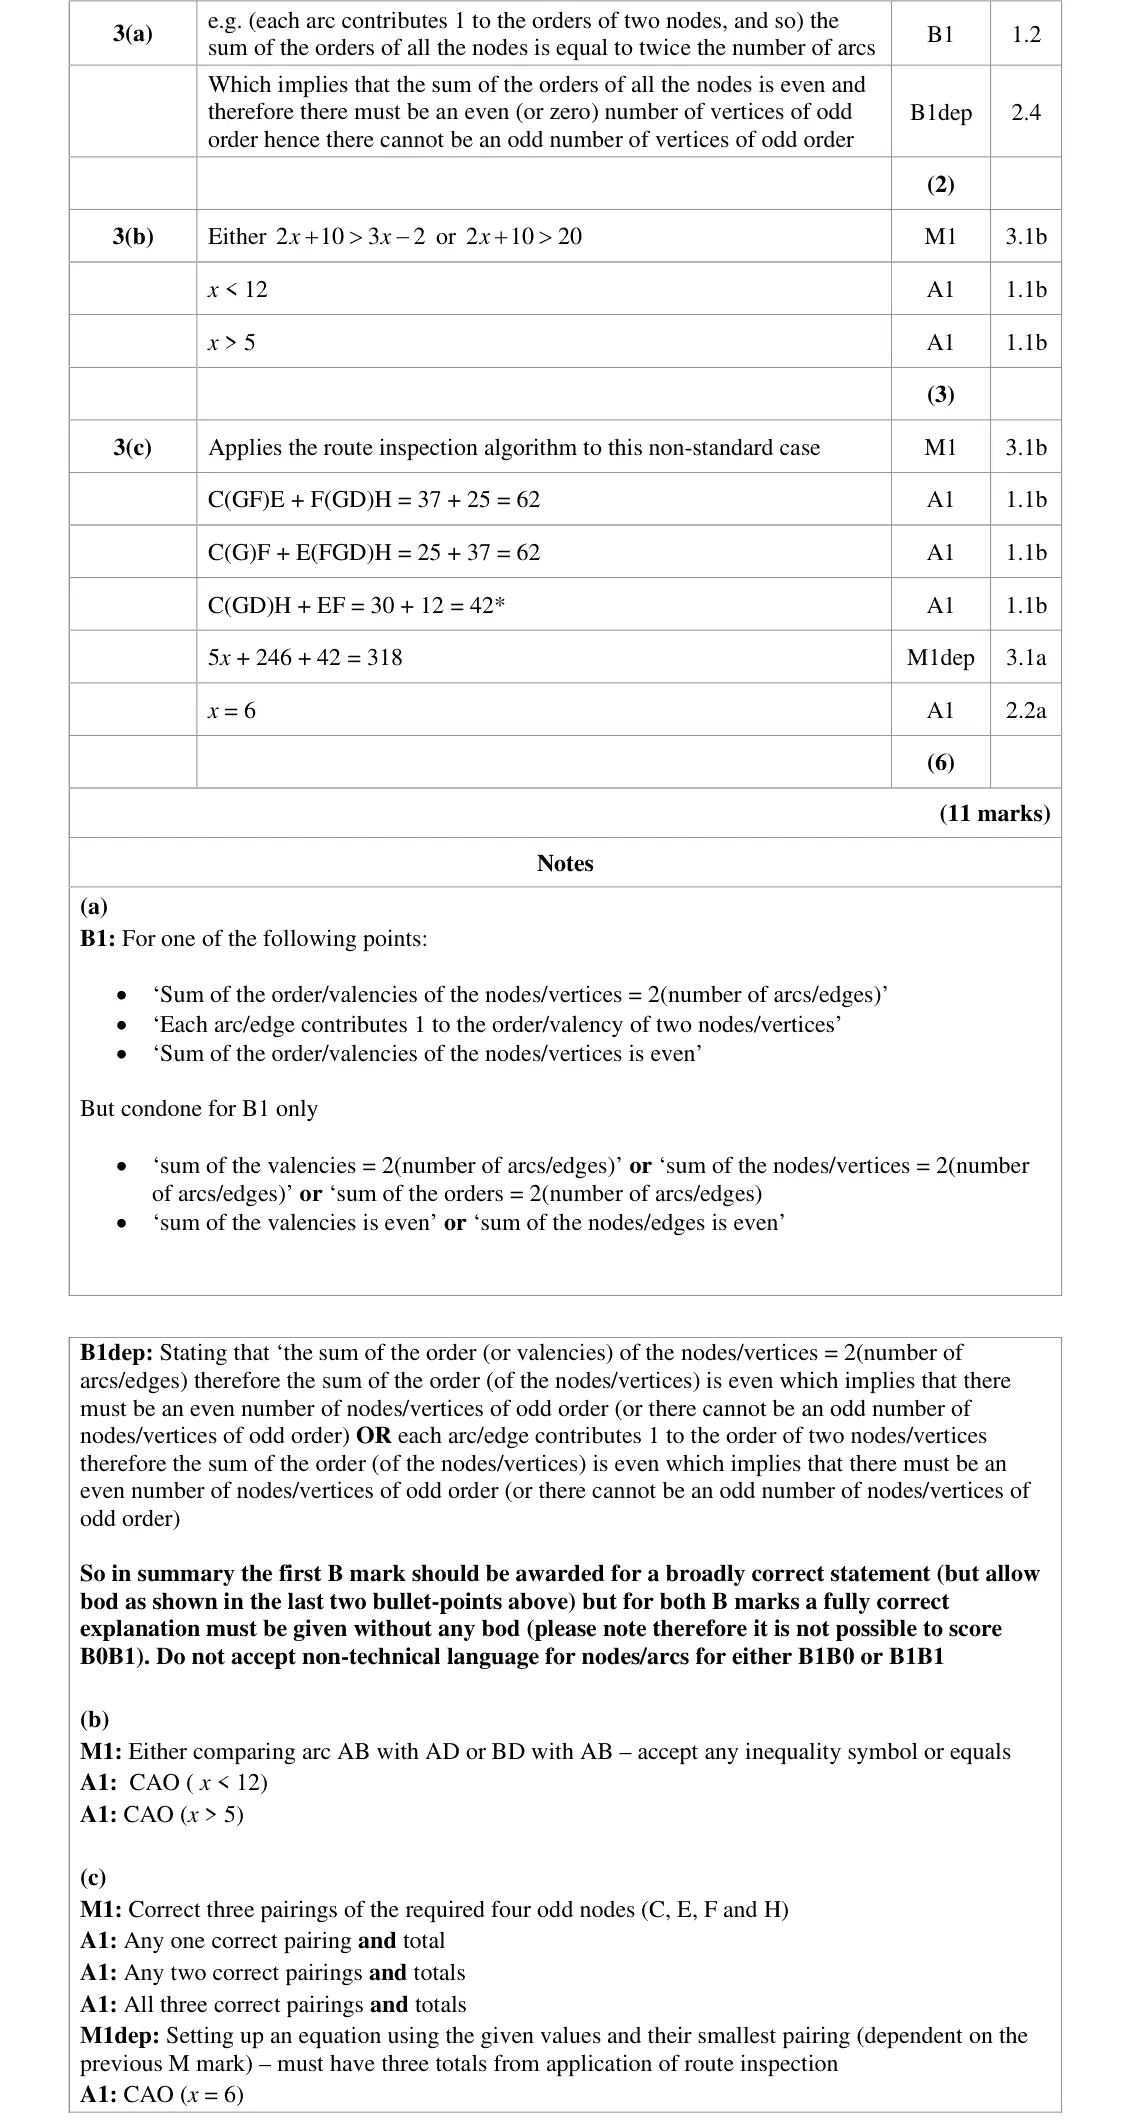 3(a) e.g. (each arc contributes 1 to the orders of two nodes, and so) the
sum of the orders of all the nodes is equal to twice the number of arcs B1 1.2
Which implies that the sum of the orders of all the nodes is even and
therefore there must be an even (or zero) number of vertices of odd
order hence there cannot be an odd number of vertices of odd order B1dep 2.4
(2)
3(b) Either 2x+10 > 3x−2 or 2x+10 > 20 M1 3.1b
x < 12 A1 1.1b
x > 5 A1 1.1b
(3)
3(c) Applies the route inspection algorithm to this non-standard case M1 3.1b
C(GF)E + F(GD)H = 37 + 25 = 62 A1 1.1b
C(G)F + E(FGD)H = 25 + 37 = 62 A1 1.1b
C(GD)H + EF = 30 + 12 = 42* A1 1.1b
5x + 246 + 42 = 318 M1dep 3.1a
x = 6 A1 2.2a
(6)
(11 marks)
Notes
(a)
B1: For one of the following points:
• ‘Sum of the order/valencies of the nodes/vertices = 2(number of arcs/edges)’
• ‘Each arc/edge contributes 1 to the order/valency of two nodes/vertices’
• ‘Sum of the order/valencies of the nodes/vertices is even’
But condone for B1 only
• ‘sum of the valencies = 2(number of arcs/edges)’ or ‘sum of the nodes/vertices = 2(number
of arcs/edges)’ or ‘sum of the orders = 2(number of arcs/edges)
• ‘sum of the valencies is even’ or ‘sum of the nodes/edges is even’
B1dep: Stating that ‘the sum of the order (or valencies) of the nodes/vertices = 2(number of
arcs/edges) therefore the sum of the order (of the nodes/vertices) is even which implies that there
must be an even number of nodes/vertices of odd order (or there cannot be an odd number of
nodes/vertices of odd order) OR each arc/edge contributes 1 to the order of two nodes/vertices
therefore the sum of the order (of the nodes/vertices) is even which implies that there must be an
even number of nodes/vertices of odd order (or there cannot be an odd number of nodes/vertices of
odd order)
So in summary the first B mark should be awarded for a broadly correct statement (but allow
bod as shown in the last two bullet-points above) but for both B marks a fully correct
explanation must be given without any bod (please note therefore it is not possible to score
B0B1). Do not accept non-technical language for nodes/arcs for either B1B0 or B1B1
(b)
M1: Either comparing arc AB with AD or BD with AB – accept any inequality symbol or equals
A1: CAO ( x < 12)
A1: CAO (x > 5)
(c)
M1: Correct three pairings of the required four odd nodes (C, E, F and H)
A1: Any one correct pairing and total
A1: Any two correct pairings and totals
A1: All three correct pairings and totals
M1dep: Setting up an equation using the given values and their smallest pairing (dependent on the
previous M mark) – must have three totals from application of route inspection
A1: CAO (x = 6)